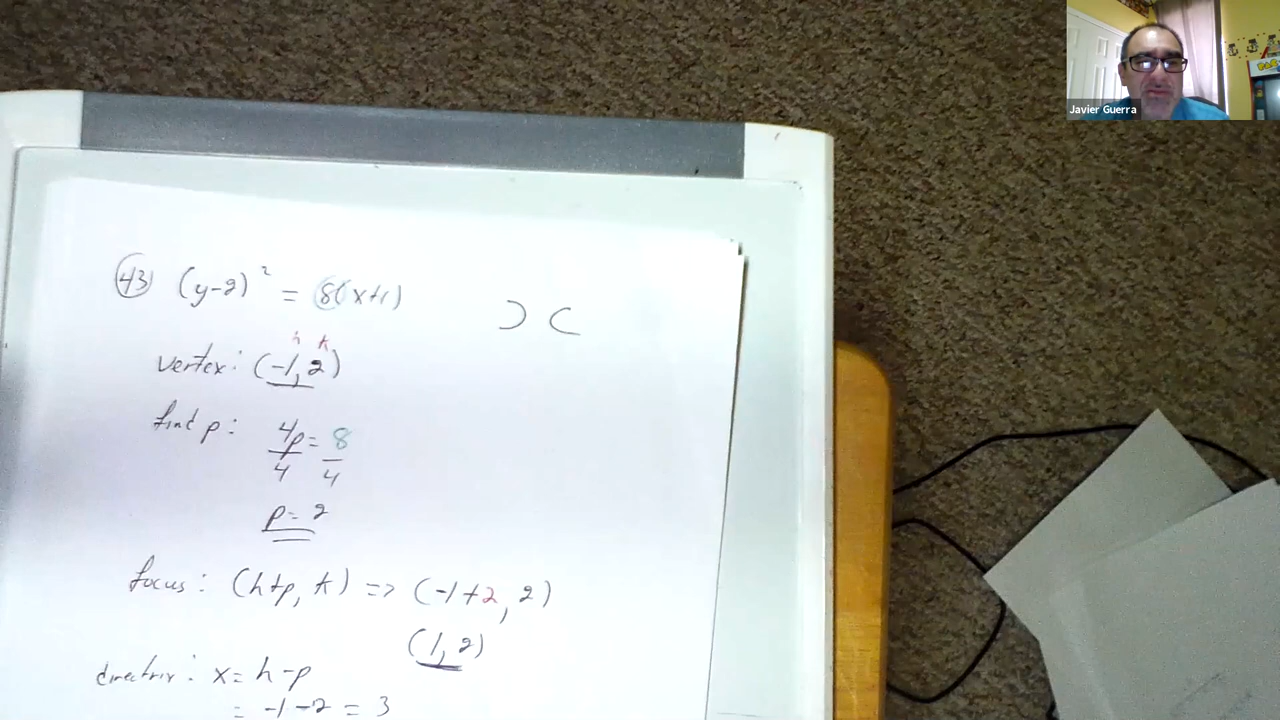 Javier Guerra
43) (y-2)² = 8(x+1)
h k
vertex: (-1, 2)
find p: 4p = 8
4 4
p = 2
focus: (h+p, k) => (-1+2, 2)
(1, 2)
directrix: x = h-p
= -1-2 = 3